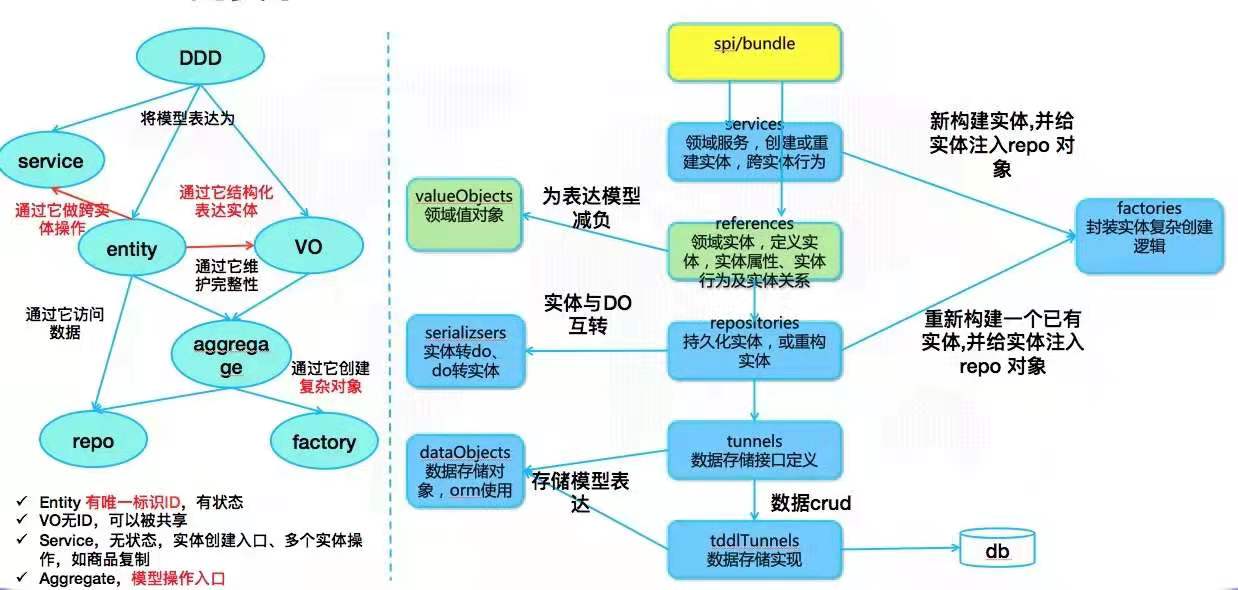 DDD
将模型表达为
service
通过它结构化
表达实体
通过它做跨实
体操作
entity
VO
通过它维
护完整性
通过它访问
数据
aggrega
ge
通过它创建
复杂对象
repo
factory
✓ Entity 有唯一标识ID，有状态
✓ VO无ID，可以被共享
✓ Service，无状态，实体创建入口、多个实体操
作，如商品复制
✓ Aggregate，模型操作入口
spi/bundle
services
领域服务，创建或重
建实体，跨实体行为
新构建实体,并给
实体注入repo 对
象
valueObjects
领域值对象
为表达模型
减负
references
领域实体，定义实
体，实体属性、实体
行为及实体关系
factories
封装实体复杂创建
逻辑
实体与DO
互转
serializsers
实体转do、
do转实体
repositories
持久化实体，或重构
实体
重新构建一个已有
实体,并给实体注入
repo 对象
tunnels
数据存储接口定义
dataObjects
数据存储对
象，orm使用
存储模型表
达
数据crud
tddlTunnels
数据存储实现
db